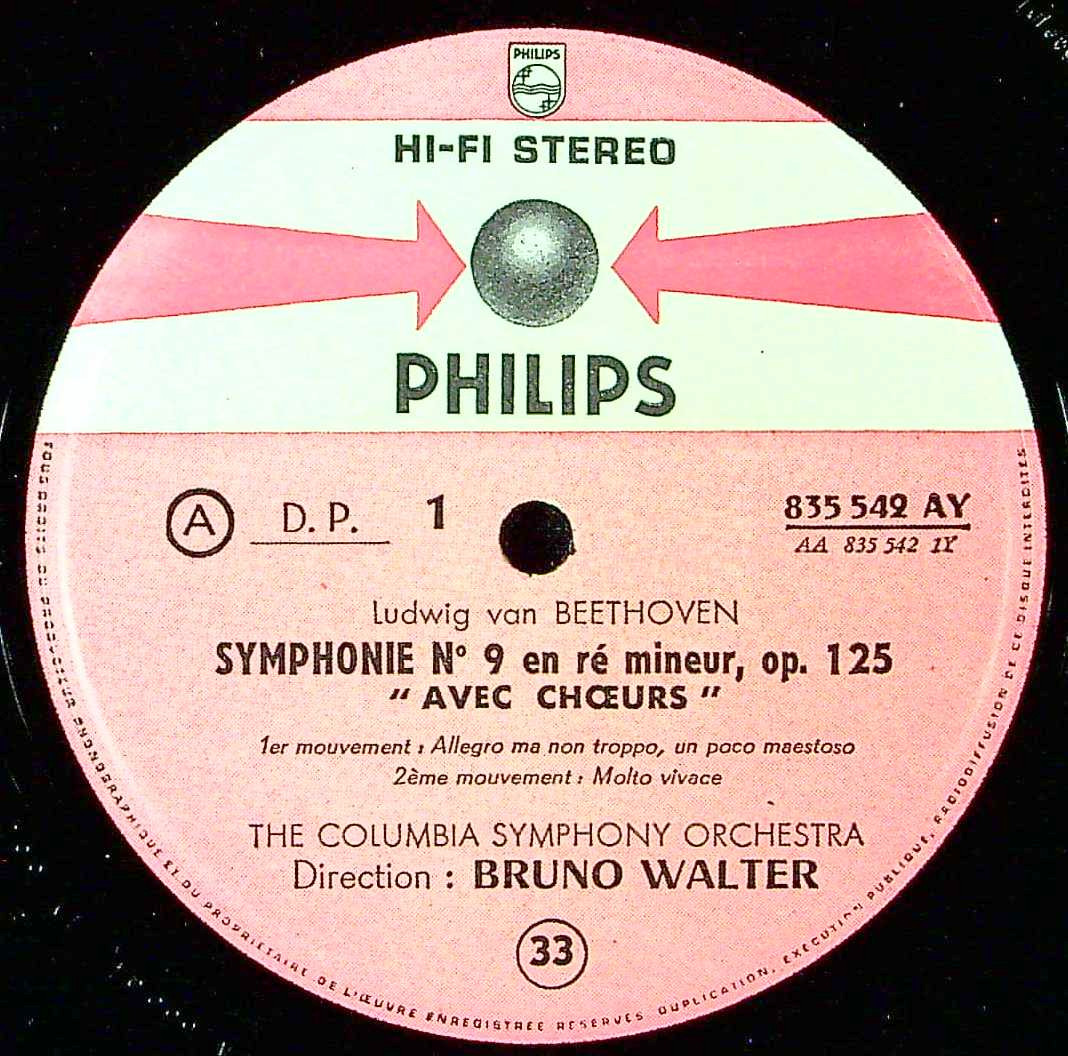 PHILIPS
HI-FI STEREO
PHILIPS
A D. P. 1
835 542 AY
AA 835 542 1Y
Ludwig van BEETHOVEN
SYMPHONIE N° 9 en ré mineur, op. 125
" AVEC CHŒURS "
1er mouvement : Allegro ma non troppo, un poco maestoso
2ème mouvement : Molto vivace
THE COLUMBIA SYMPHONY ORCHESTRA
Direction : BRUNO WALTER
33
TOUS DROITS DU PRODUCTEUR PHONOGRAPHIQUE ET DU PROPRIETAIRE DE L'ŒUVRE ENREGISTREE RESERVES DUPLICATION, EXECUTION PUBLIQUE, RADIODIFFUSION DE CE DISQUE INTERDITES